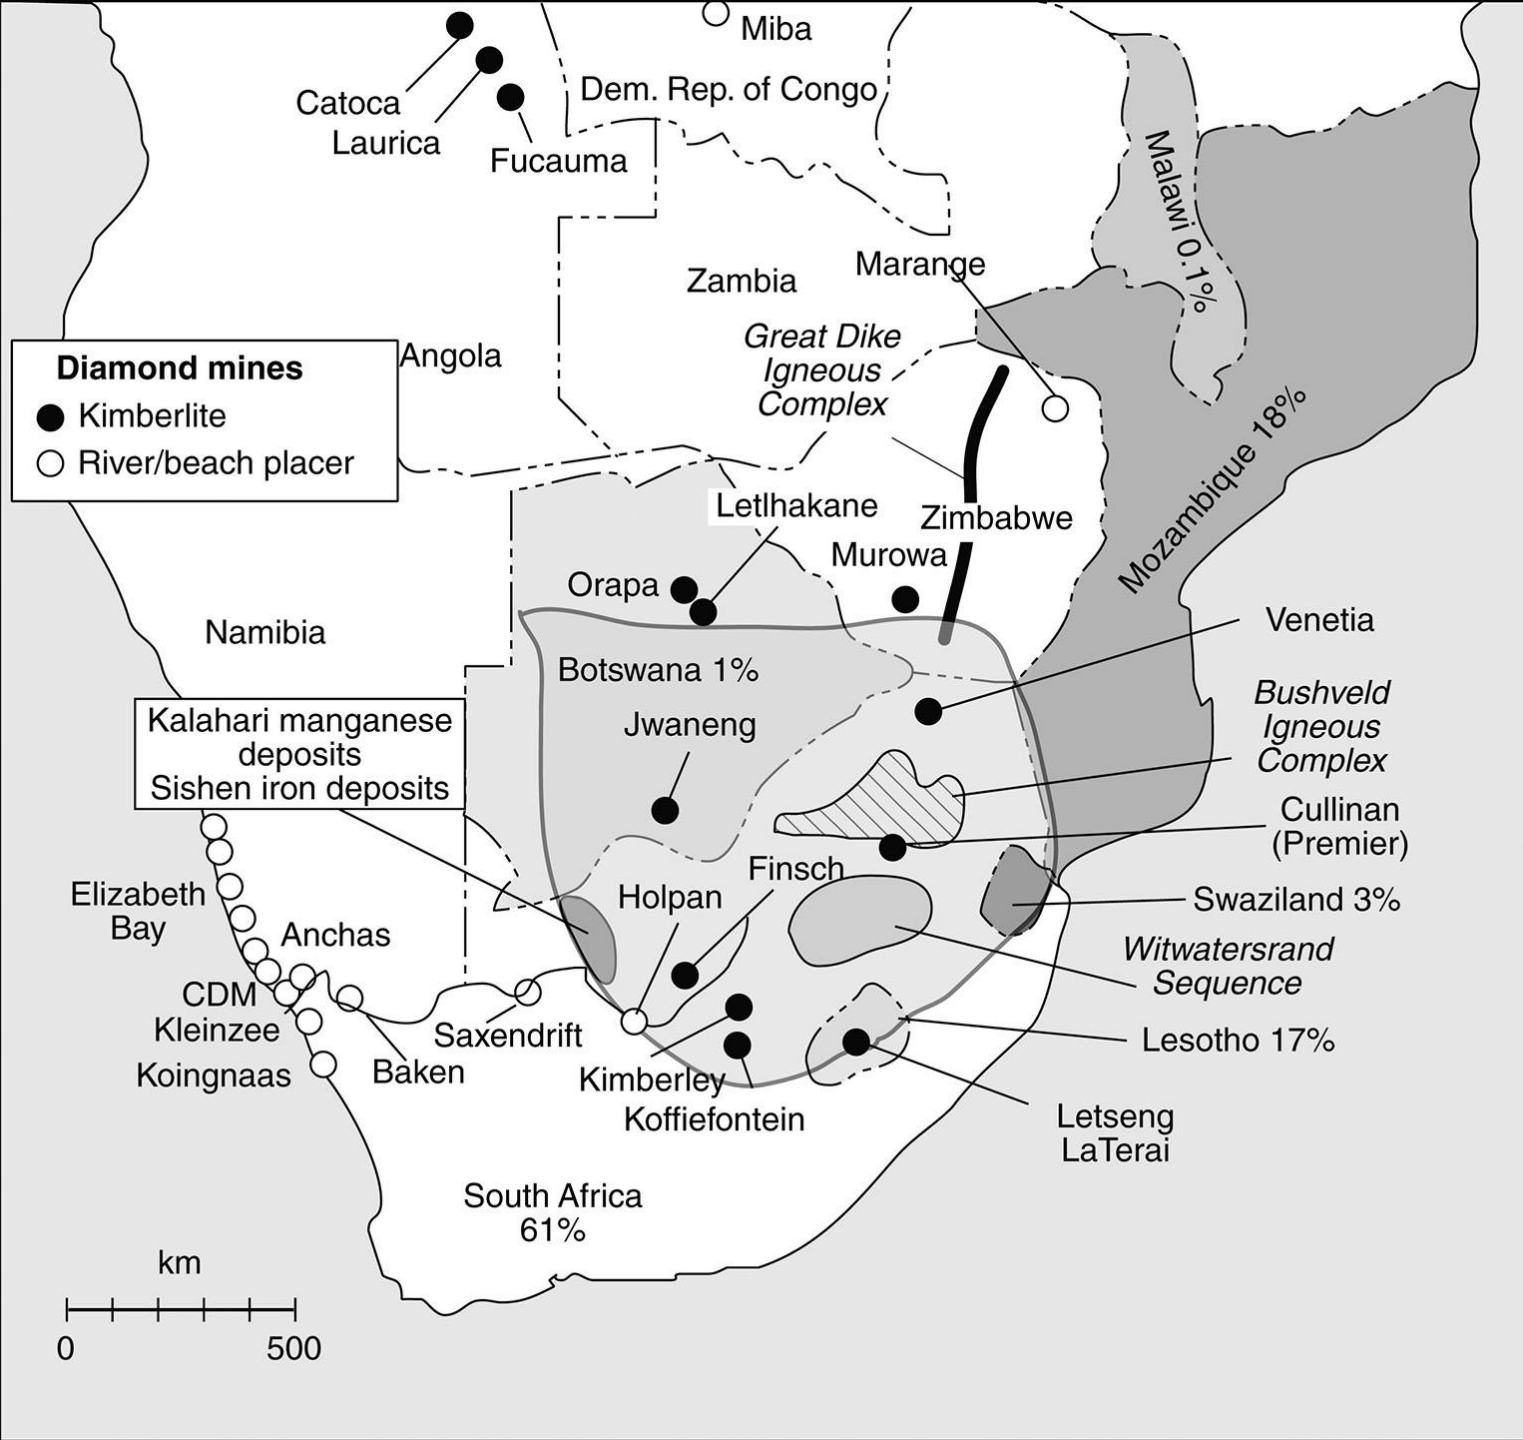 Miba
Dem. Rep. of Congo
Catoca
Laurica
Fucauma
Malawi 0.1%
Marange
Zambia
Great Dike
Igneous
Complex
Angola
Diamond mines
Kimberlite
River/beach placer
Mozambique 18%
Letlhakane
Zimbabwe
Murowa
Orapa
Namibia
Venetia
Botswana 1%
Bushveld
Igneous
Complex
Kalahari manganese
deposits
Sishen iron deposits
Jwaneng
Cullinan
(Premier)
Finsch
Holpan
Elizabeth
Bay
Swaziland 3%
Anchas
Witwatersrand
Sequence
CDM
Kleinzee
Saxendrift
Lesotho 17%
Koingnaas
Baken
Kimberley
Koffiefontein
Letseng
LaTerai
South Africa
61%
km
0
500